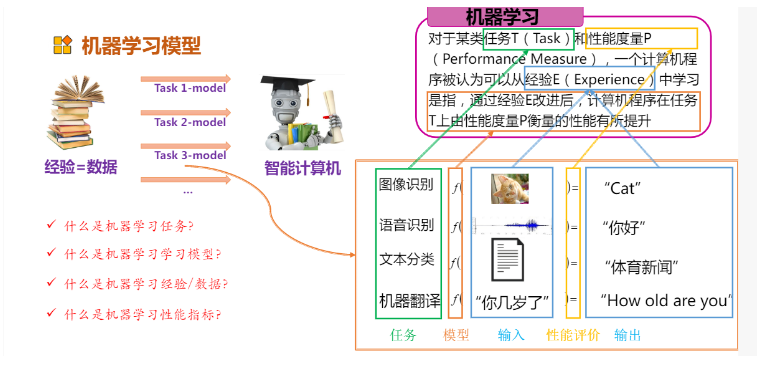 机器学习模型
Task 1-model
Task 2-model
Task 3-model
...
经验=数据
智能计算机
什么是机器学习任务?
什么是机器学习学习模型?
什么是机器学习经验/数据?
什么是机器学习性能指标?
机器学习
对于某类任务T（Task）和性能度量P
（Performance Measure），一个计算机程
序被认为可以从经验E（Experience）中学习
是指，通过经验E改进后，计算机程序在任务
T上由性能度量P衡量的性能有所提升
图像识别 f( )= “Cat”
语音识别 f( )= “你好”
文本分类 f( )= “体育新闻”
机器翻译 f( “你几岁了” )= “How old are you”
任务 模型 输入 性能评价 输出